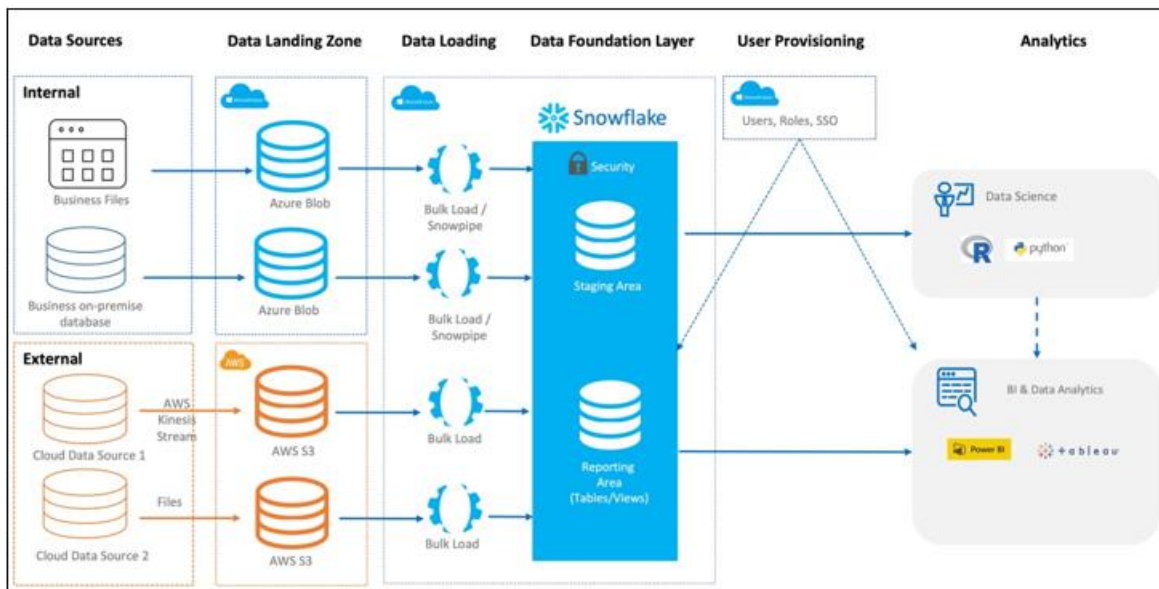 Data Sources
Data Landing Zone
Data Loading
Data Foundation Layer
User Provisioning
Analytics
Internal
Business Files
Business on-premise
database
Azure Blob
Azure Blob
Bulk Load /
Snowpipe
Bulk Load /
Snowpipe
External
Cloud Data Source 1
AWS
Kinesis
Stream
Cloud Data Source 2
Files
AWS
AWS S3
AWS S3
Bulk Load
Bulk Load
Snowflake
Security
Staging Area
Reporting
Area
(Tables/Views)
Users, Roles, SSO
Data Science
R
python
BI & Data Analytics
Power BI
+ableau